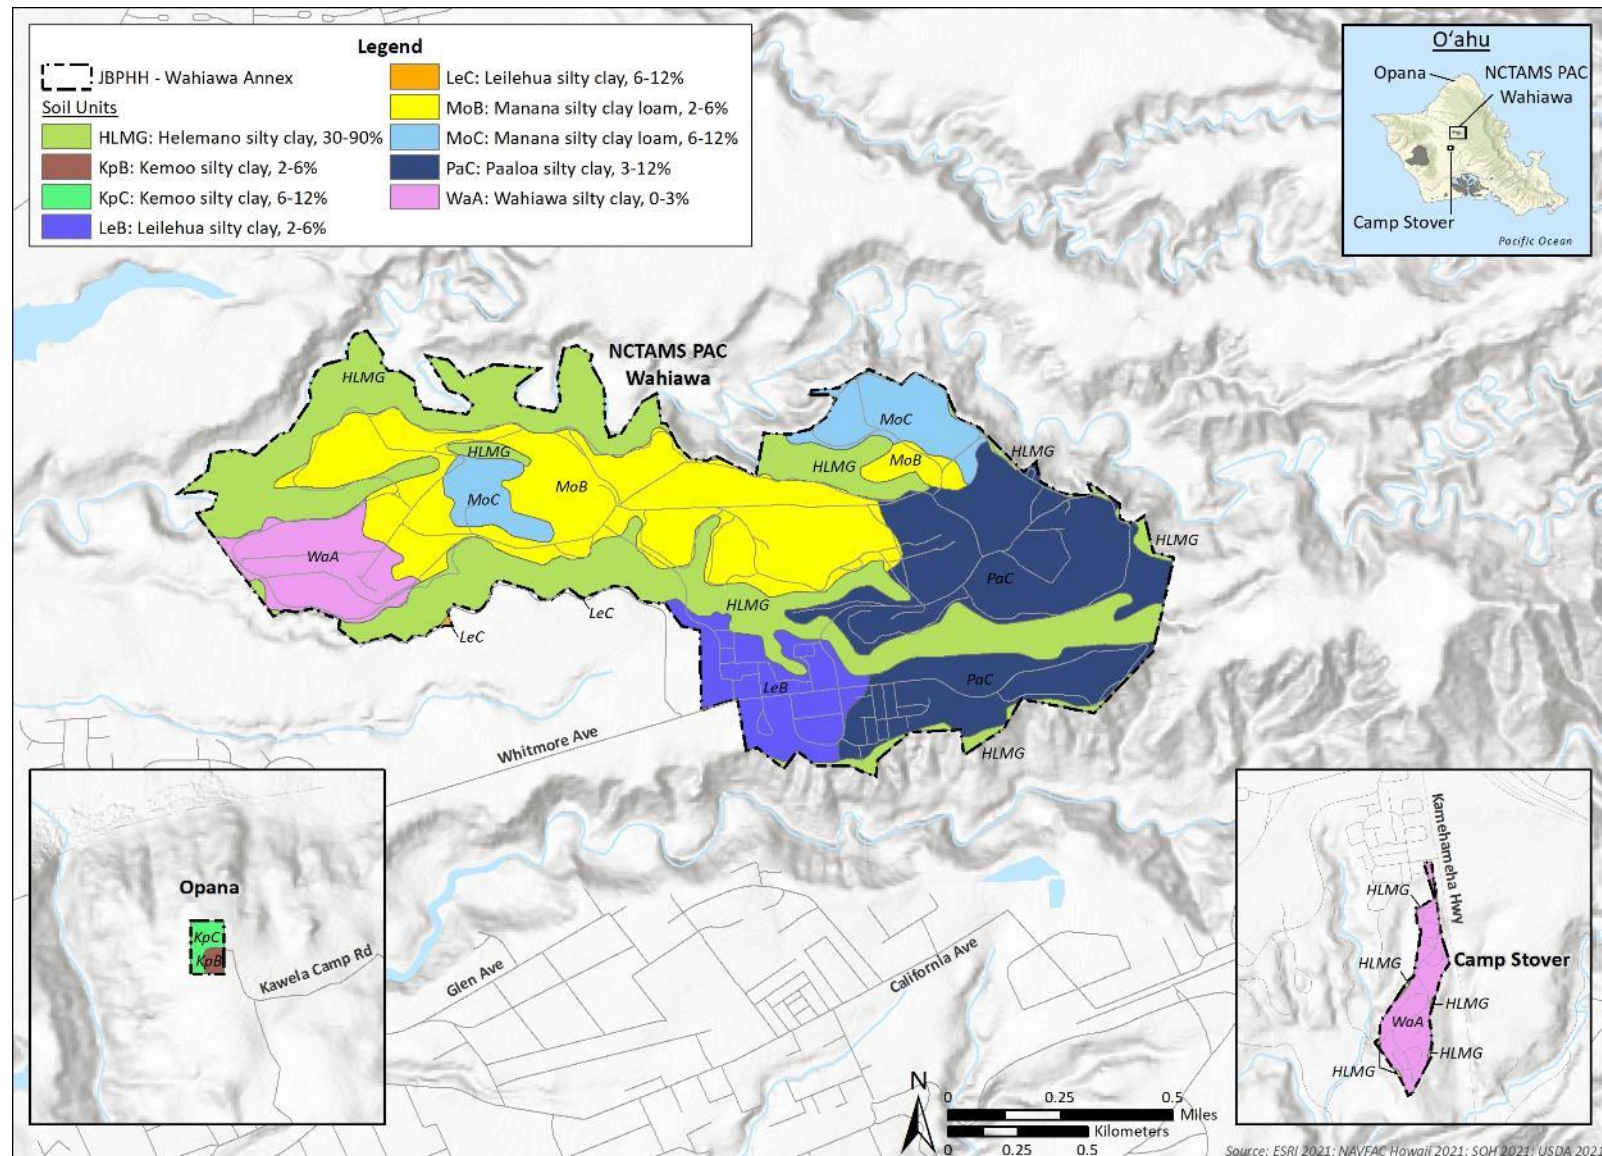 Legend
JBPHH - Wahiawa Annex
Soil Units
HLMG: Helemano silty clay, 30-90%
KpB: Kemoo silty clay, 2-6%
KpC: Kemoo silty clay, 6-12%
LeB: Leilehua silty clay, 2-6%
LeC: Leilehua silty clay, 6-12%
MoB: Manana silty clay loam, 2-6%
MoC: Manana silty clay loam, 6-12%
PaC: Paaloa silty clay, 3-12%
WaA: Wahiawa silty clay, 0-3%
Oʻahu
Opana
NCTAMS PAC
Wahiawa
Camp Stover
Pacific Ocean
NCTAMS PAC
Wahiawa
HLMG
MoC
HLMG
HLMG
MoB
HLMG
MoC
MoB
HLMG
WaA
PaC
HLMG
LeC
LeC
LeB
PaC
HLMG
Whitmore Ave
Opana
KpC
KpB
Kawela Camp Rd
Glen Ave
California Ave
Kamehameha Hwy
HLMG
Camp Stover
HLMG
HLMG
WaA
HLMG
HLMG
N
0 0.25 0.5
Miles
Kilometers
0 0.25 0.5
Source: ESRI 2021; NAVFAC Hawaii 2021; SOH 2021; USDA 2021